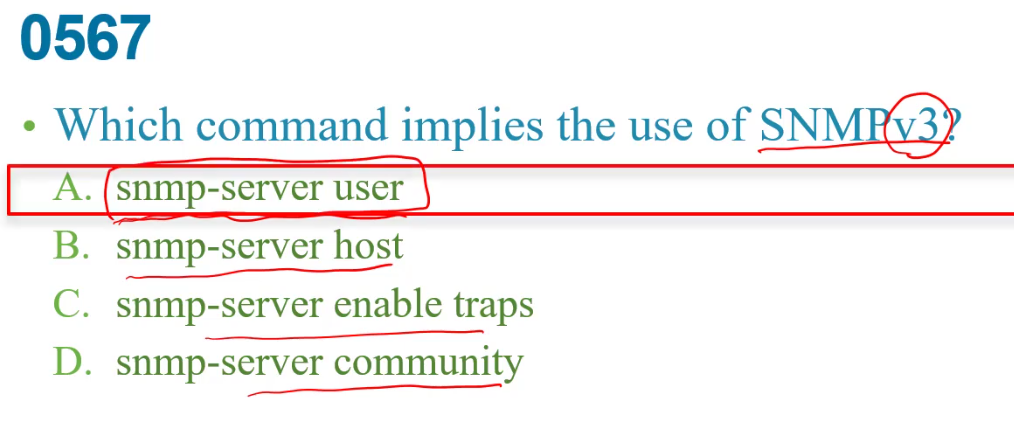 0567
• Which command implies the use of SNMPv3?
A. snmp-server user
B. snmp-server host
C. snmp-server enable traps
D. snmp-server community